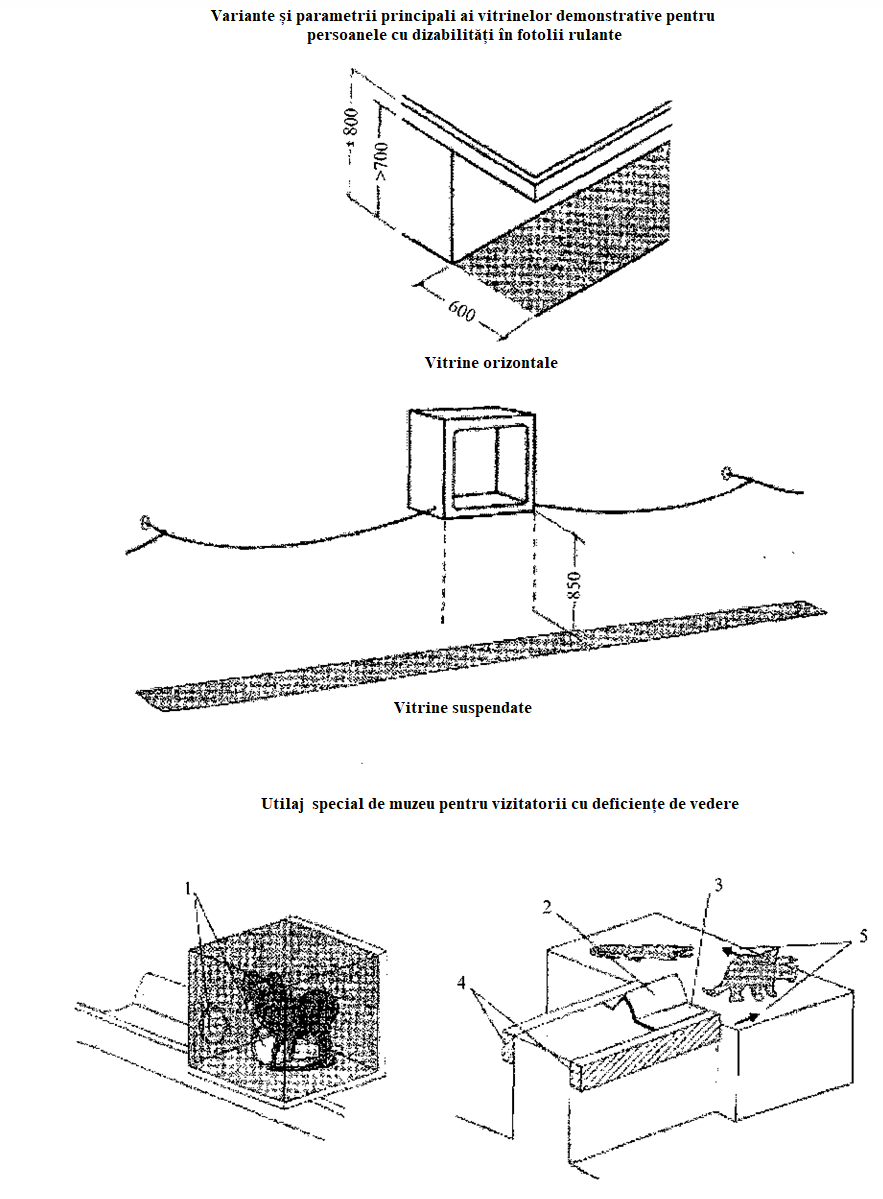 Variante și parametrii principali ai vitrinelor demonstrative pentru
persoanele cu dizabilități în fotolii rulante
800
>700
600
Vitrine orizontale
850
Vitrine suspendate
Utilaj special de muzeu pentru vizitatorii cu deficiențe de vedere
1
2
3
4
5